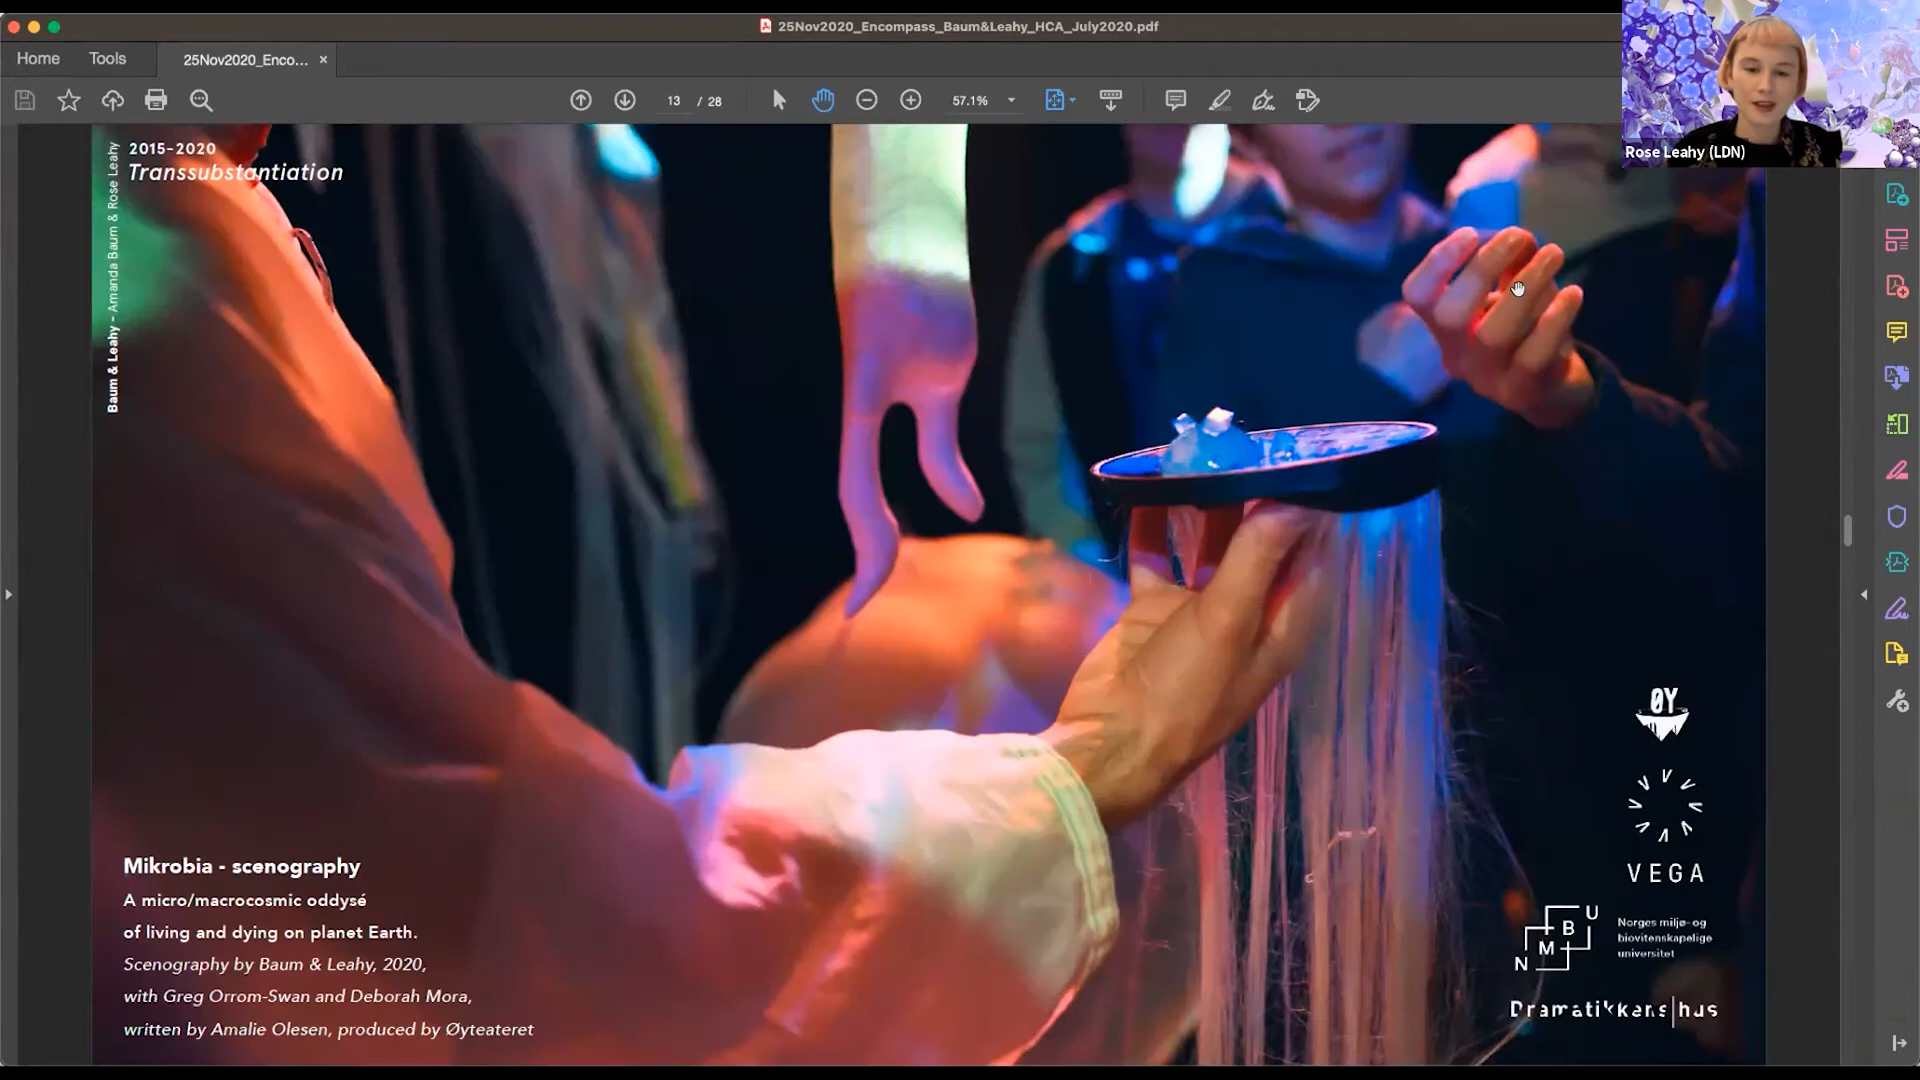 25Nov2020_Encompass_Baum&Leahy_HCA_July2020.pdf
Home
Tools
25Nov2020_Enco... ×
13 / 28
57.1%
Rose Leahy (LDN)
2015-2020
Transsubstantiation
Baum & Leahy - Amanda Baum & Rose Leahy
Mikrobia - scenography
A micro/macrocosmic oddysé
of living and dying on planet Earth.
Scenography by Baum & Leahy, 2020,
with Greg Orrom-Swan and Deborah Mora,
written by Amalie Olesen, produced by Øyteateret
ØY
VEGA
N M B U
Norges miljø- og
biovitenskapelige
universitet
Dramatikkens hus